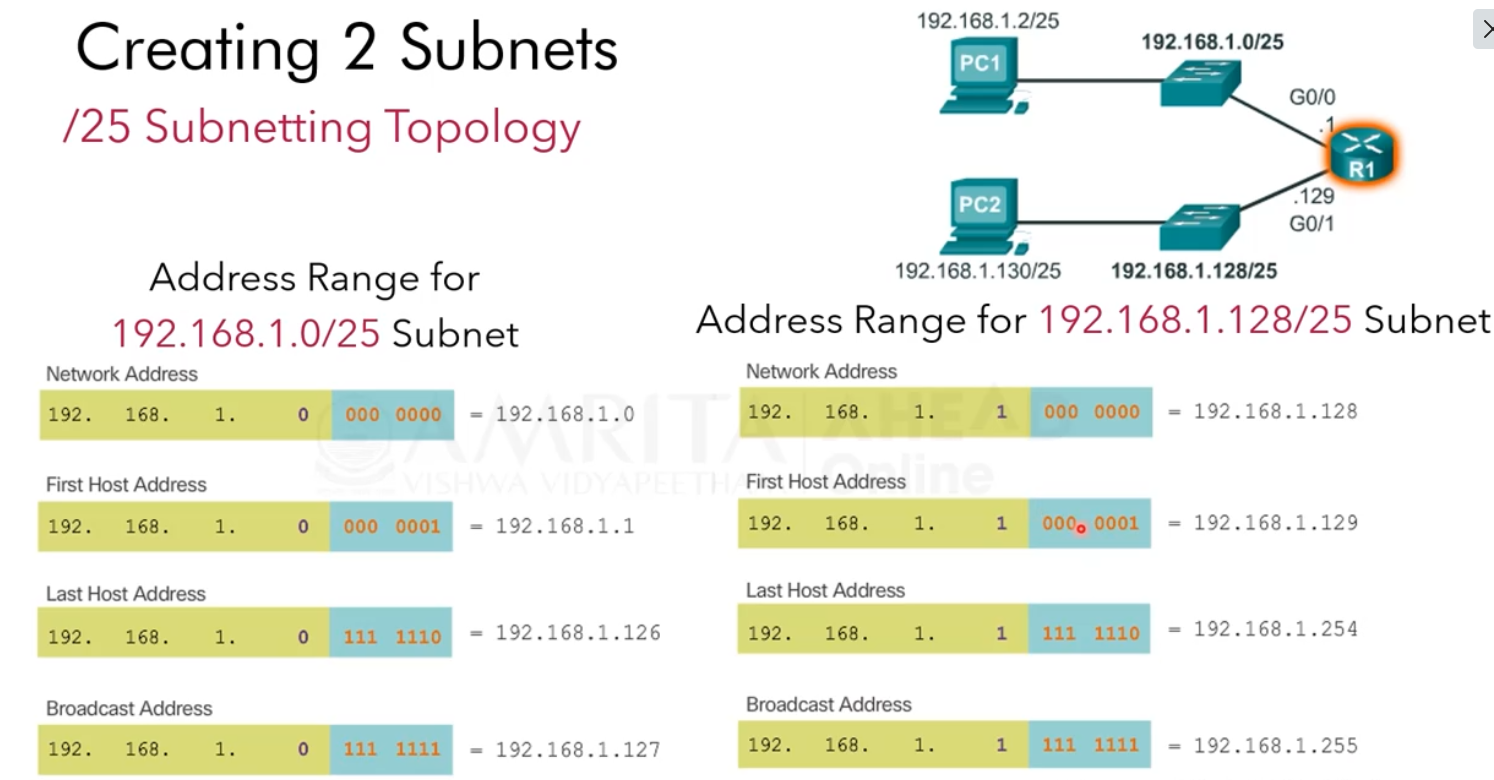 Creating 2 Subnets
/25 Subnetting Topology
192.168.1.2/25
PC1
192.168.1.0/25
G0/0
.1
R1
PC2
.129
G0/1
192.168.1.130/25
192.168.1.128/25
Address Range for
192.168.1.0/25 Subnet
Network Address
192. 168. 1. 0 000 0000 = 192.168.1.0
First Host Address
192. 168. 1. 0 000 0001 = 192.168.1.1
Last Host Address
192. 168. 1. 0 111 1110 = 192.168.1.126
Broadcast Address
192. 168. 1. 0 111 1111 = 192.168.1.127
Address Range for 192.168.1.128/25 Subnet
Network Address
192. 168. 1. 1 000 0000 = 192.168.1.128
First Host Address
192. 168. 1. 1 000 0001 = 192.168.1.129
Last Host Address
192. 168. 1. 1 111 1110 = 192.168.1.254
Broadcast Address
192. 168. 1. 1 111 1111 = 192.168.1.255
AMRITA
VISHWA VIDYAPEETHAM
AHEAD
Online